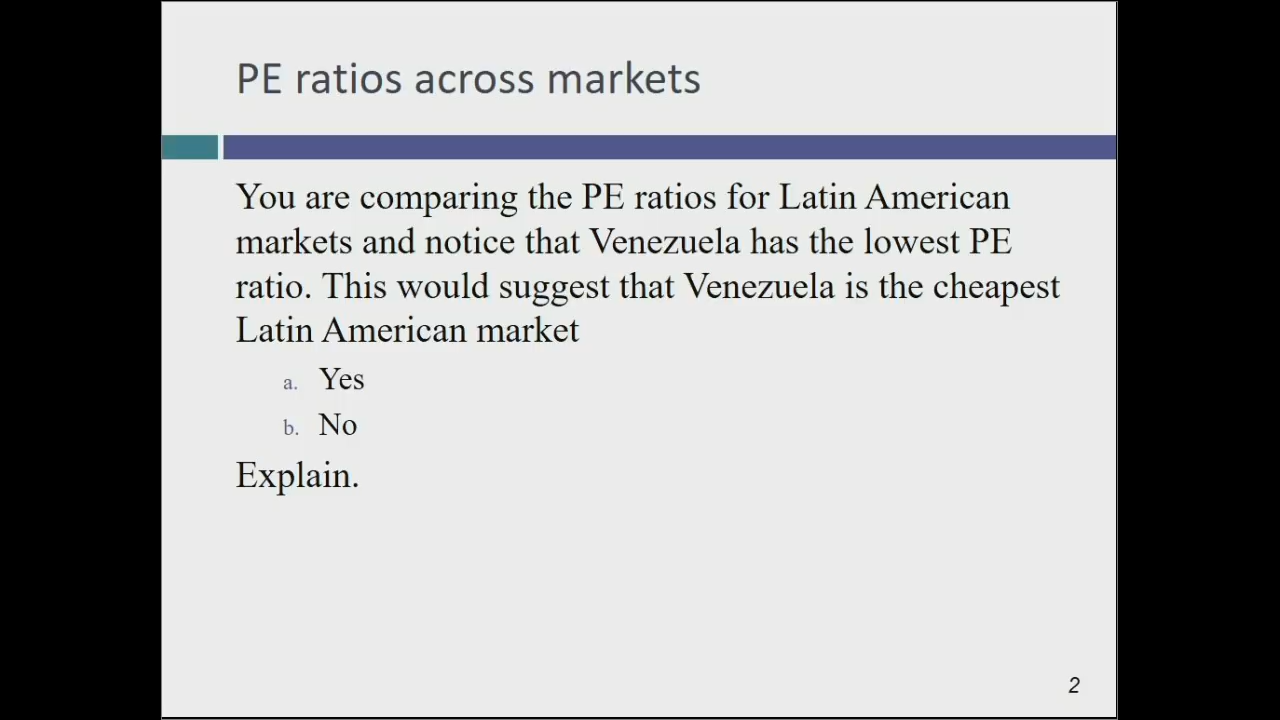 PE ratios across markets
You are comparing the PE ratios for Latin American
markets and notice that Venezuela has the lowest PE
ratio. This would suggest that Venezuela is the cheapest
Latin American market
a. Yes
b. No
Explain.
2